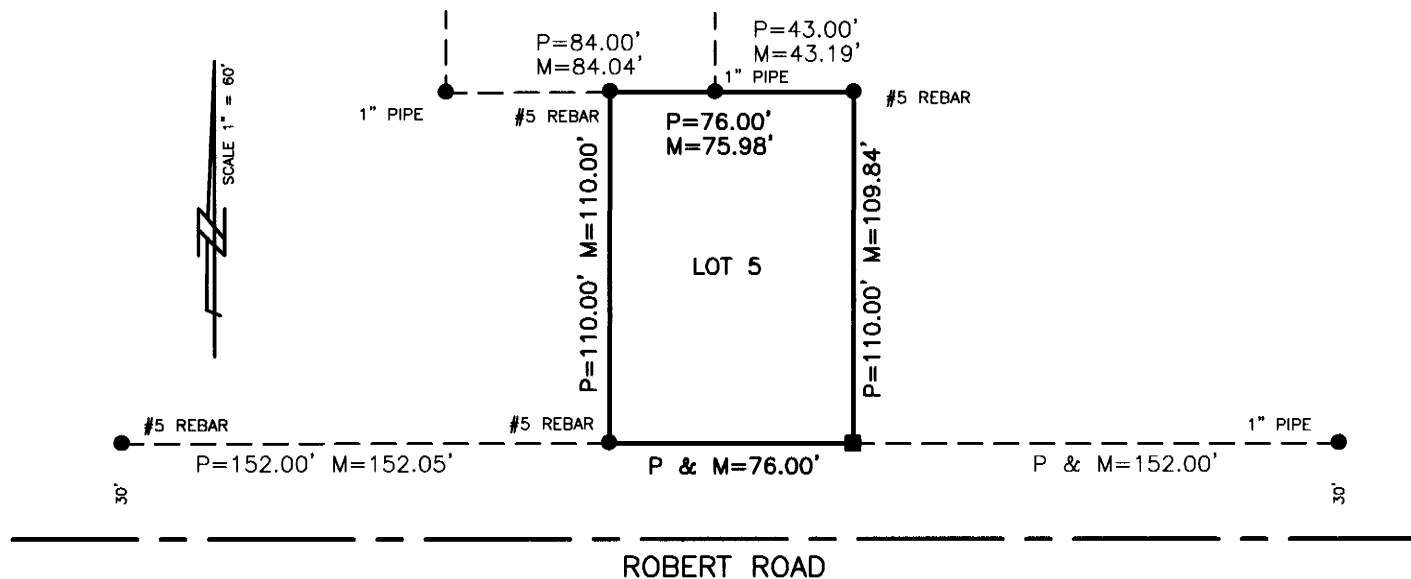 P=84.00'
M=84.04'
P=43.00'
M=43.19'
1" PIPE
1" PIPE
#5 REBAR
#5 REBAR
P=76.00'
M=75.98'
SCALE 1" = 60'
P=110.00' M=110.00'
P=110.00' M=109.84'
LOT 5
#5 REBAR
#5 REBAR
1" PIPE
P=152.00' M=152.05'
P & M=76.00'
P & M=152.00'
30'
30'
ROBERT ROAD